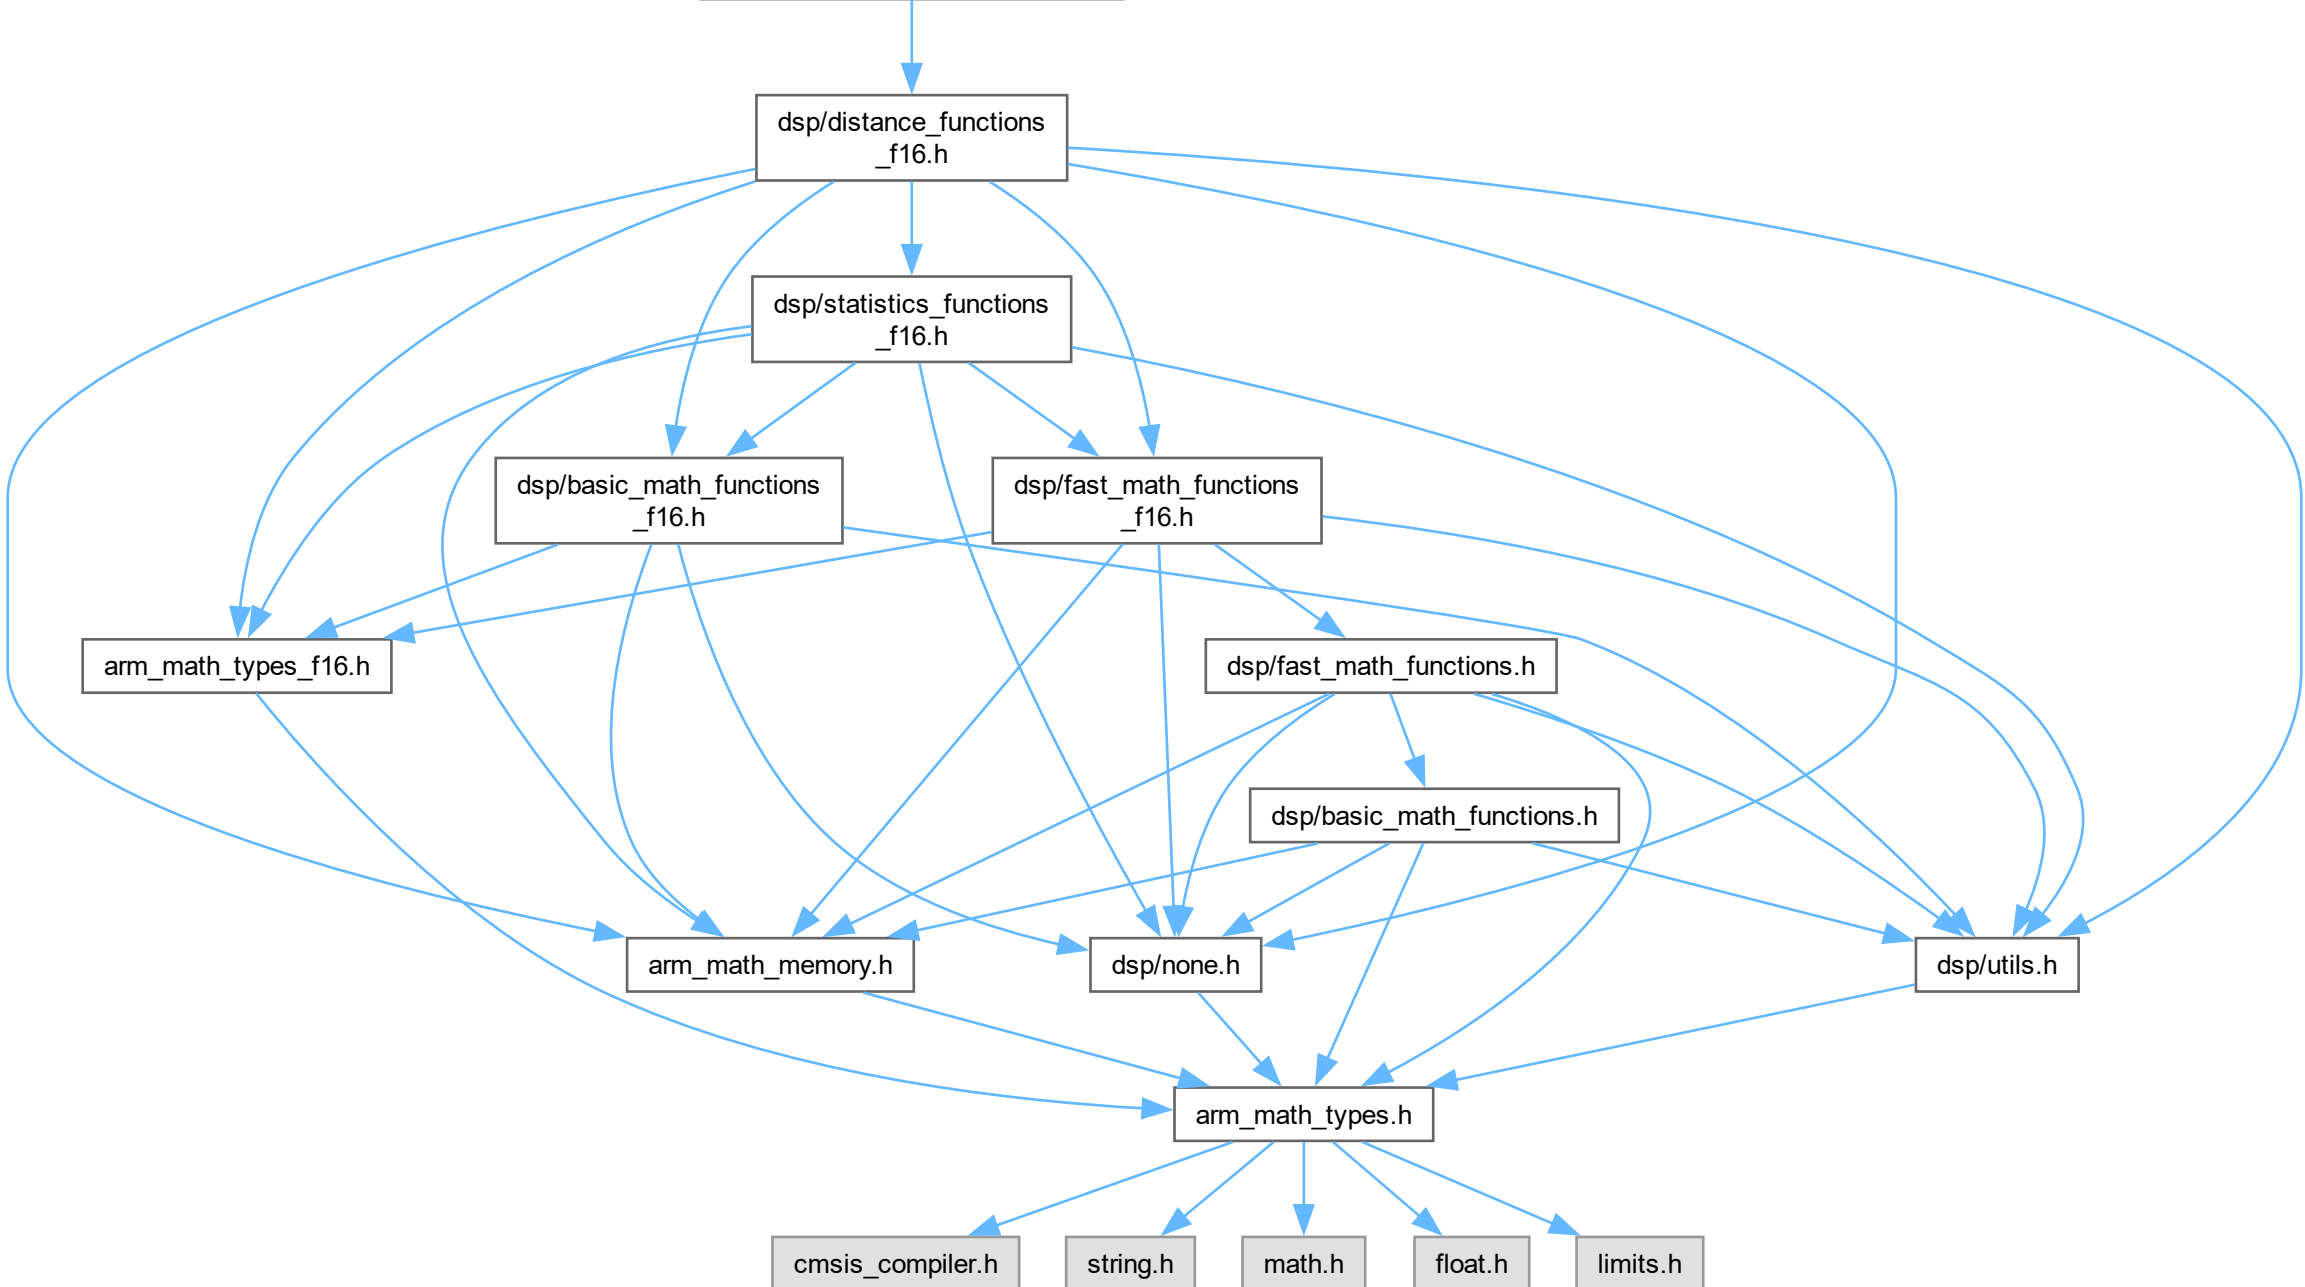 dsp/distance_functions
_f16.h
dsp/statistics_functions
_f16.h
dsp/basic_math_functions
_f16.h
dsp/fast_math_functions
_f16.h
arm_math_types_f16.h
dsp/fast_math_functions.h
dsp/basic_math_functions.h
arm_math_memory.h
dsp/none.h
dsp/utils.h
arm_math_types.h
cmsis_compiler.h
string.h
math.h
float.h
limits.h